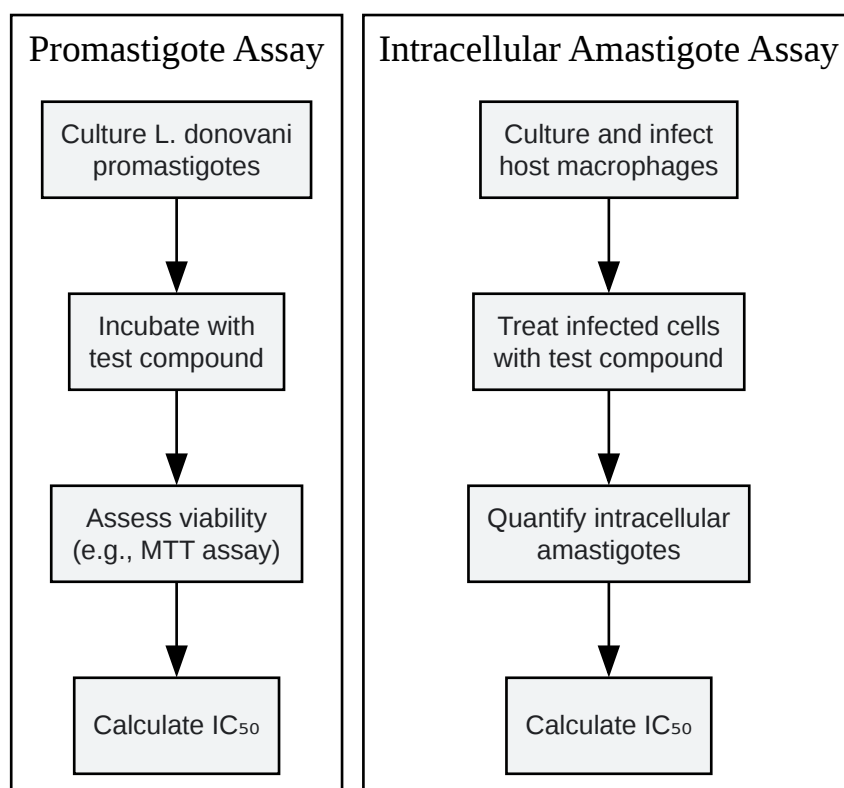 Promastigote Assay
Culture L. donovani
promastigotes
Incubate with
test compound
Assess viability
(e.g., MTT assay)
Calculate IC₅₀
Intracellular Amastigote Assay
Culture and infect
host macrophages
Treat infected cells
with test compound
Quantify intracellular
amastigotes
Calculate IC₅₀